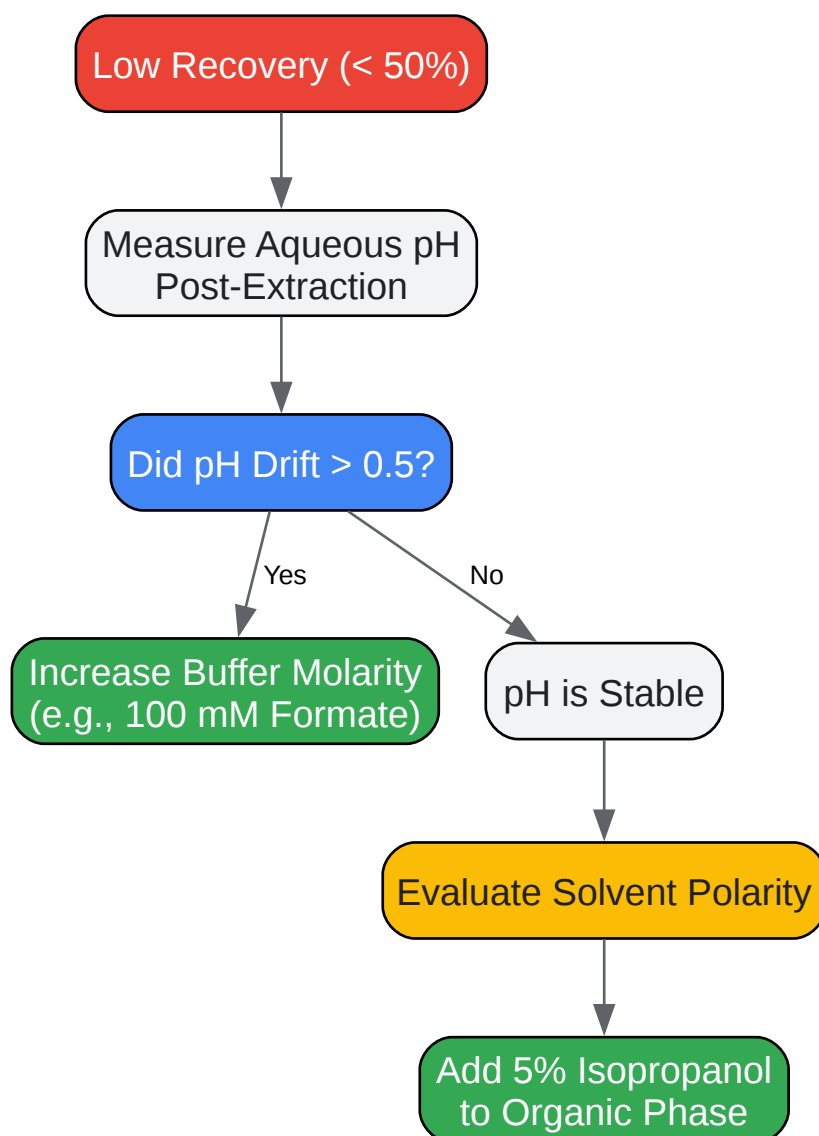 Low Recovery (< 50%)
Measure Aqueous pH
Post-Extraction
Did pH Drift > 0.5?
Yes
No
Increase Buffer Molarity
(e.g., 100 mM Formate)
pH is Stable
Evaluate Solvent Polarity
Add 5% Isopropanol
to Organic Phase